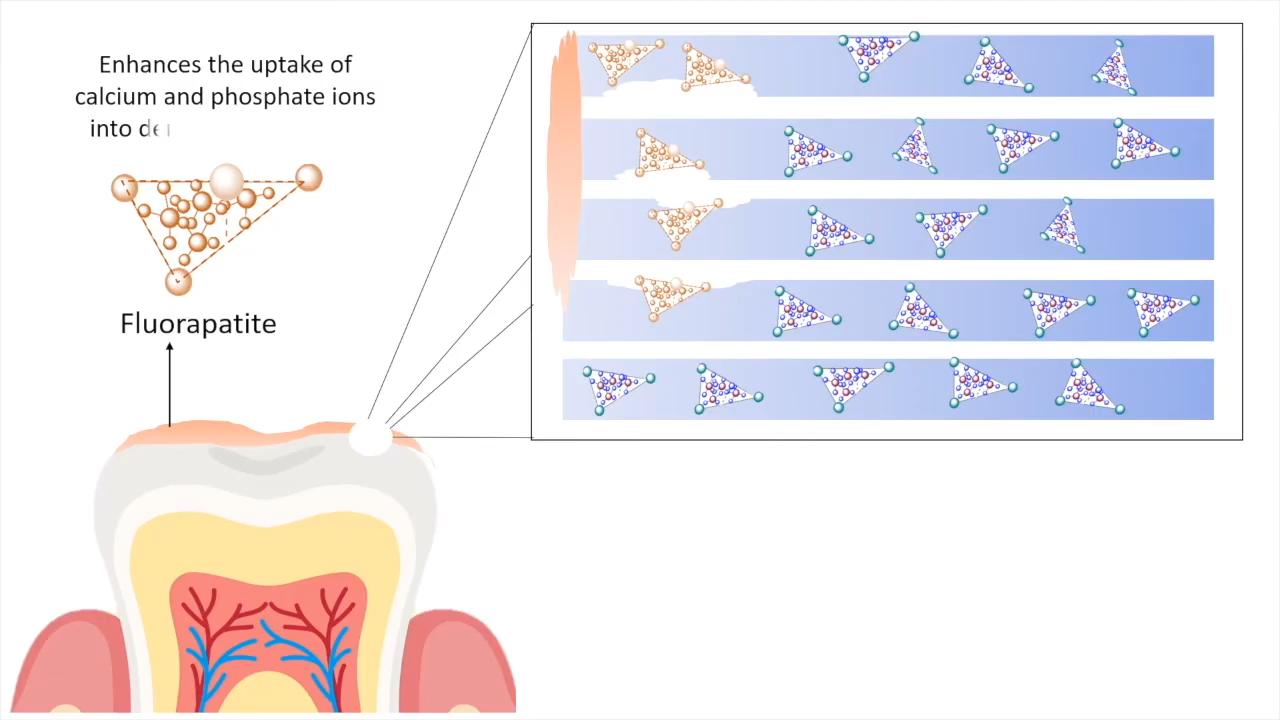 Enhances the uptake of
calcium and phosphate ions
into
Fluorapatite